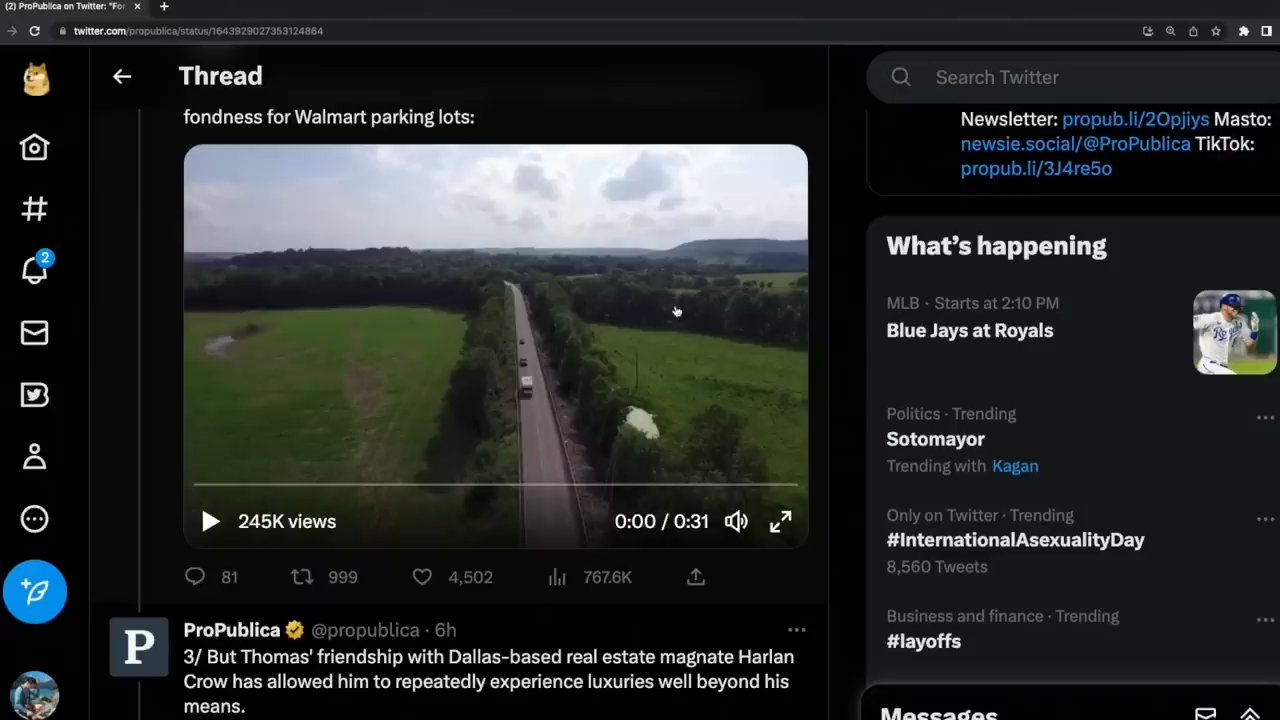 (2) ProPublica on Twitter: "For
twitter.com/propublica/status/1643929027353124864
Thread
fondness for Walmart parking lots:
245K views
0:00 / 0:31
81
999
4,502
767.6K
P
ProPublica @propublica · 6h
3/ But Thomas' friendship with Dallas-based real estate magnate Harlan
Crow has allowed him to repeatedly experience luxuries well beyond his
means.
2
Search Twitter
Newsletter: propub.li/2Opjiys Masto:
newsie.social/@ProPublica TikTok:
propub.li/3J4re5o
What's happening
MLB · Starts at 2:10 PM
Blue Jays at Royals
Royals
Politics · Trending
Sotomayor
Trending with Kagan
Only on Twitter · Trending
#InternationalAsexualityDay
8,560 Tweets
Business and finance · Trending
#layoffs
Messages